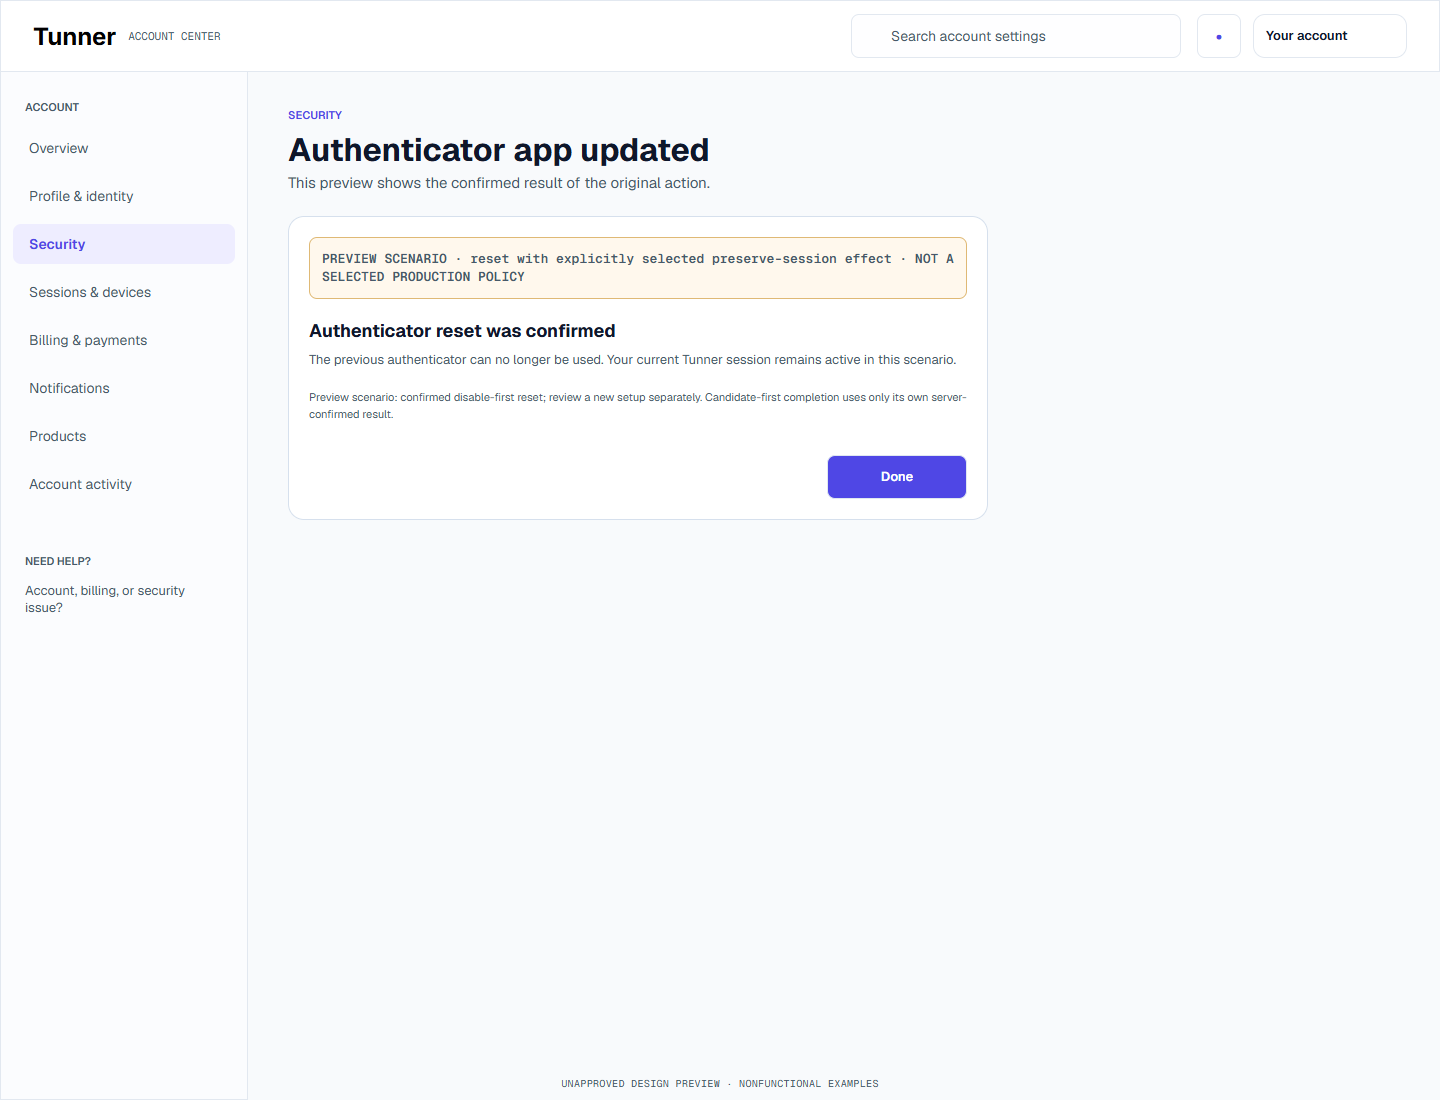 Tunner ACCOUNT CENTER
Search account settings
Your account
ACCOUNT
Overview
Profile & identity
Security
Sessions & devices
Billing & payments
Notifications
Products
Account activity
NEED HELP?
Account, billing, or security
issue?
SECURITY
Authenticator app updated
This preview shows the confirmed result of the original action.
PREVIEW SCENARIO · reset with explicitly selected preserve-session effect · NOT A
SELECTED PRODUCTION POLICY
Authenticator reset was confirmed
The previous authenticator can no longer be used. Your current Tunner session remains active in this scenario.
Preview scenario: confirmed disable-first reset; review a new setup separately. Candidate-first completion uses only its own server-
confirmed result.
Done
UNAPPROVED DESIGN PREVIEW · NONFUNCTIONAL EXAMPLES